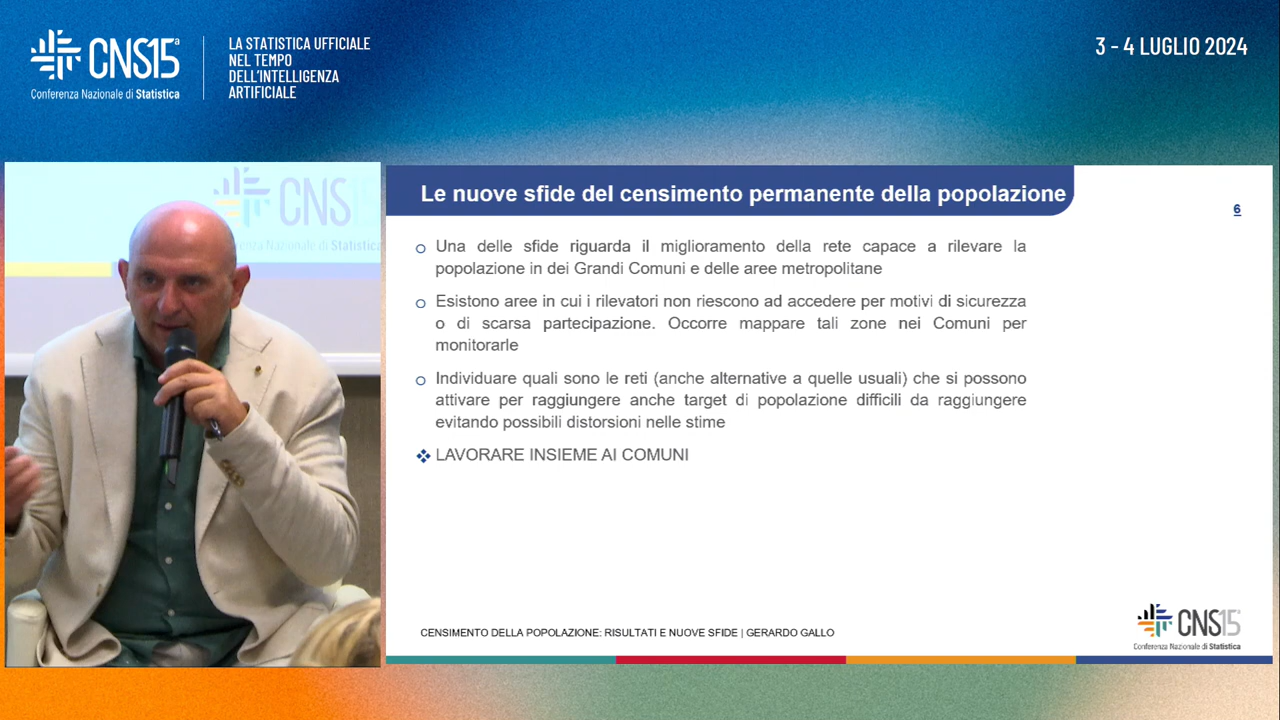 CNS15ª
Conferenza Nazionale di Statistica
LA STATISTICA UFFICIALE
NEL TEMPO
DELL'INTELLIGENZA
ARTIFICIALE
3 - 4 LUGLIO 2024
CNS15
Conferenza Nazionale di Statistica
Le nuove sfide del censimento permanente della popolazione
6
o Una delle sfide riguarda il miglioramento della rete capace a rilevare la
popolazione in dei Grandi Comuni e delle aree metropolitane
o Esistono aree in cui i rilevatori non riescono ad accedere per motivi di sicurezza
o di scarsa partecipazione. Occorre mappare tali zone nei Comuni per
monitorarle
o Individuare quali sono le reti (anche alternative a quelle usuali) che si possono
attivare per raggiungere anche target di popolazione difficili da raggiungere
evitando possibili distorsioni nelle stime
❖ LAVORARE INSIEME AI COMUNI
CENSIMENTO DELLA POPOLAZIONE: RISULTATI E NUOVE SFIDE | GERARDO GALLO
CNS15ª
Conferenza Nazionale di Statistica